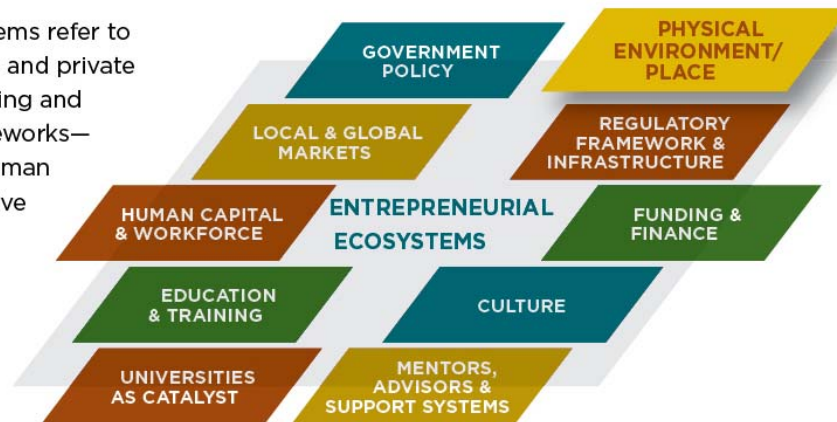 ems refer to
and private
ing and
eworks—
man
ve
GOVERNMENT
POLICY
PHYSICAL
ENVIRONMENT/
PLACE
LOCAL & GLOBAL
MARKETS
REGULATORY
FRAMEWORK &
INFRASTRUCTURE
HUMAN CAPITAL
& WORKFORCE
ENTREPRENEURIAL
ECOSYSTEMS
FUNDING &
FINANCE
EDUCATION
& TRAINING
CULTURE
UNIVERSITIES
AS CATALYST
MENTORS,
ADVISORS &
SUPPORT SYSTEMS